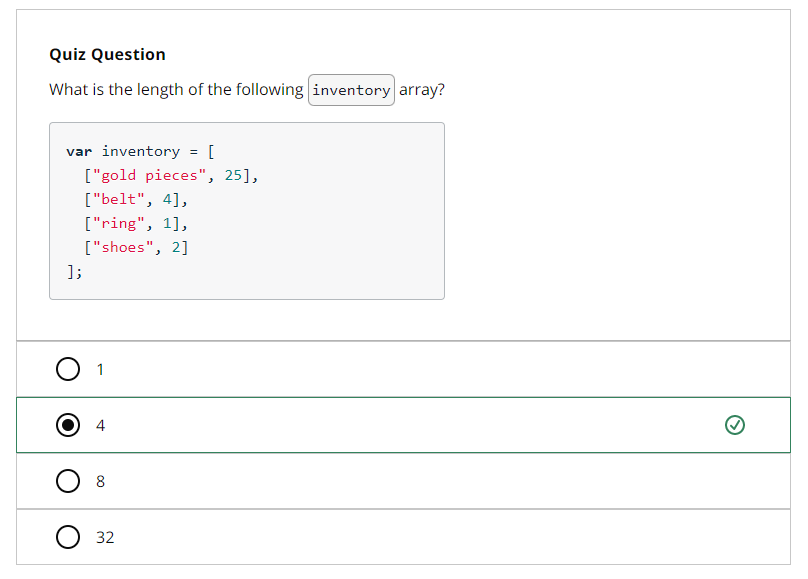 Quiz Question
What is the length of the following inventory array?
var inventory = [
["gold pieces", 25],
["belt", 4],
["ring", 1],
["shoes", 2]
];
1
4
8
32